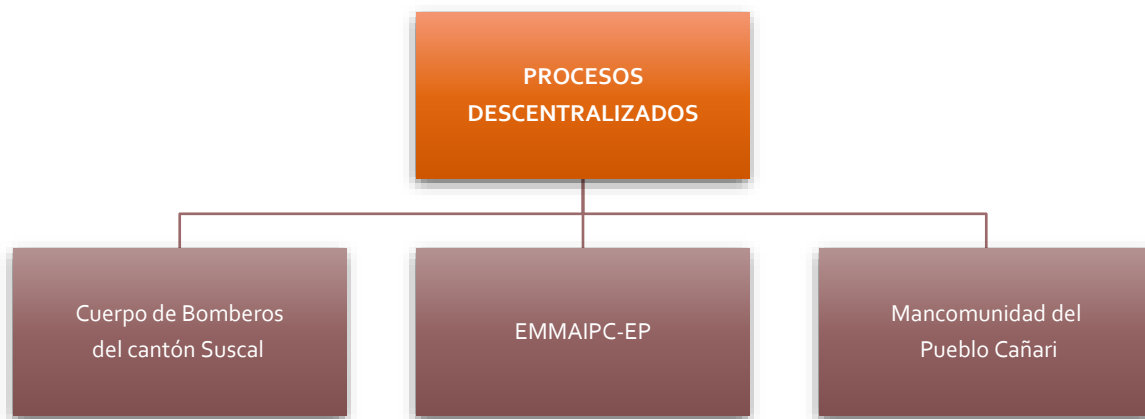 PROCESOS
DESCENTRALIZADOS
Cuerpo de Bomberos
del cantón Suscal
EMMAIPC-EP
Mancomunidad del
Pueblo Cañari